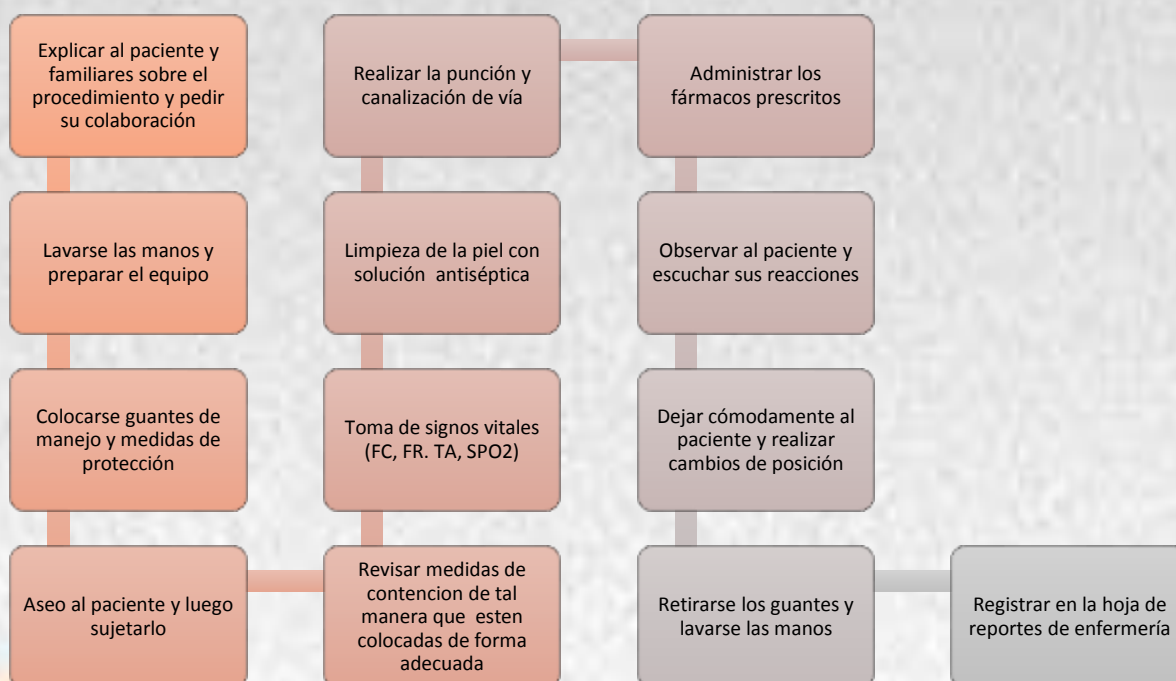 Explicar al paciente y
familiares sobre el
procedimiento y pedir
su colaboración
Lavarse las manos y
preparar el equipo
Colocarse guantes de
manejo y medidas de
protección
Aseo al paciente y luego
sujetarlo
Revisar medidas de
contencion de tal
manera que esten
colocadas de forma
adecuada
Toma de signos vitales
(FC, FR. TA, SPO2)
Limpieza de la piel con
solución antiséptica
Realizar la punción y
canalización de vía
Administrar los
fármacos prescritos
Observar al paciente y
escuchar sus reacciones
Dejar cómodamente al
paciente y realizar
cambios de posición
Retirarse los guantes y
lavarse las manos
Registrar en la hoja de
reportes de enfermería